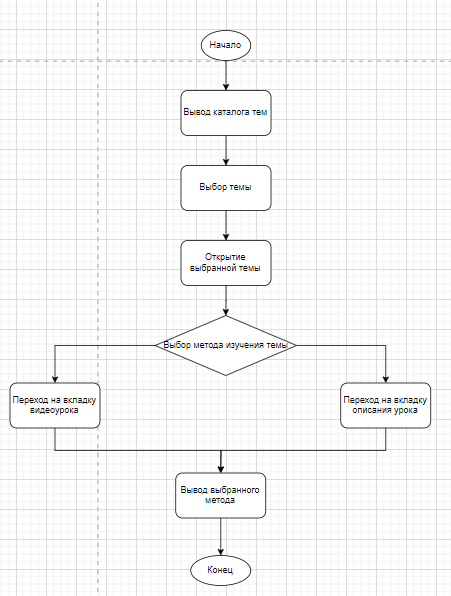 Начало
Вывод каталога тем
Выбор темы
Открытие
выбранной темы
Выбор метода изучения темы
Переход на вкладку
видеоурока
Переход на вкладку
описания урока
Вывод выбранного
метода
Конец